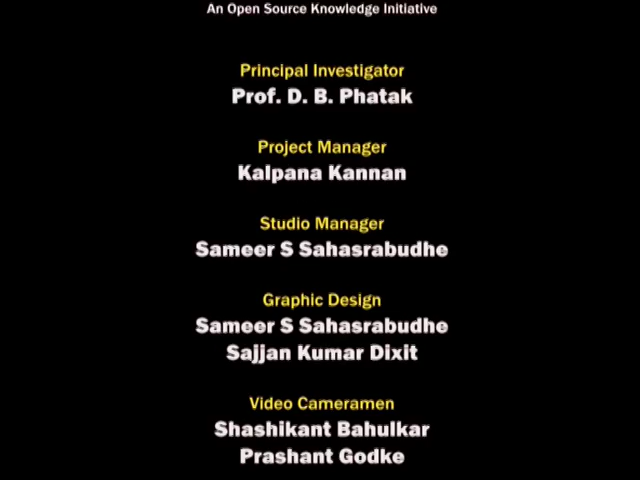 An Open Source Knowledge Initiative
Principal Investigator
Prof. D. B. Phatak
Project Manager
Kalpana Kannan
Studio Manager
Sameer S Sahasrabudhe
Graphic Design
Sameer S Sahasrabudhe
Sajjan Kumar Dixit
Video Cameramen
Shashikant Bahulkar
Prashant Godke